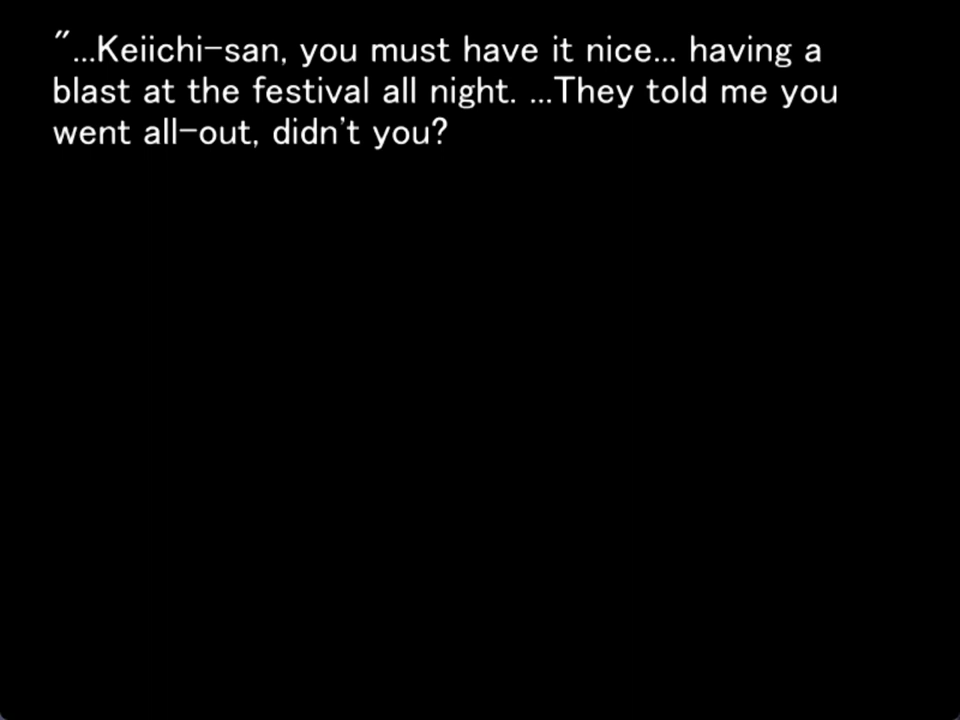 "...Keiichi-san, you must have it nice... having a
blast at the festival all night. ...They told me you
went all-out, didn't you?